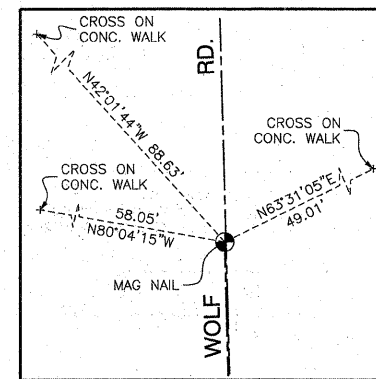 CROSS ON
CONC. WALK
RD.
N42°01'44"W 88.63'
CROSS ON
CONC. WALK
CROSS ON
CONC. WALK
58.05'
N80°04'15"W
N63°31'05"E
49.01'
MAG NAIL
WOLF